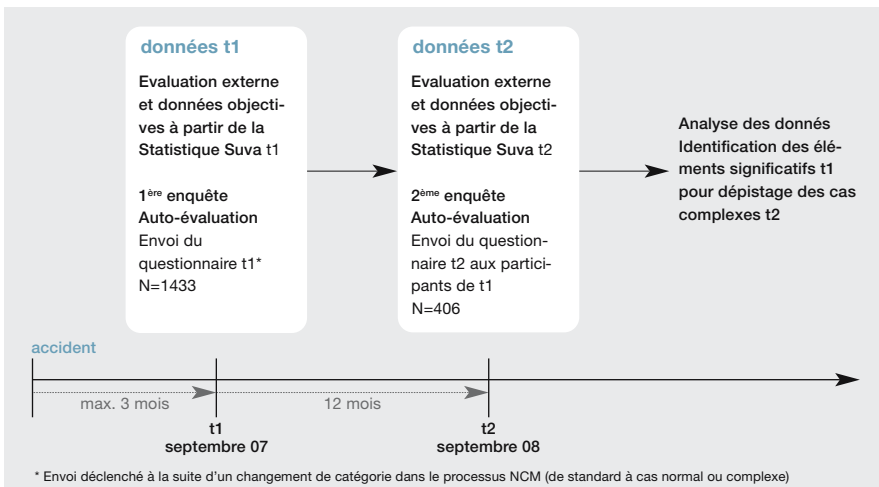 données t1
Evaluation externe
et données objecti-
ves à partir de la
Statistique Suva t1
1ère enquête
Auto-évaluation
Envoi du
questionnaire t1*
N=1433
données t2
Evaluation externe
et données objecti-
ves à partir de la
Statistique Suva t2
2ème enquête
Auto-évaluation
Envoi du question-
naire t2 aux partici-
pants de t1
N=406
Analyse des donnés
Identification des élé-
ments significatifs t1
pour dépistage des cas
complexes t2
accident
max. 3 mois
12 mois
t1
septembre 07
t2
septembre 08
* Envoi déclenché à la suite d'un changement de catégorie dans le processus NCM (de standard à cas normal ou complexe)